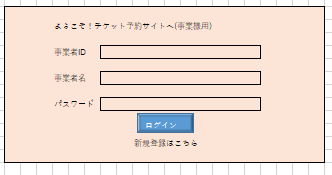 ようこそ！チケット予約サイトへ(事業様用)
事業者ID
事業者名
パスワード
ログイン
新規登録はこちら